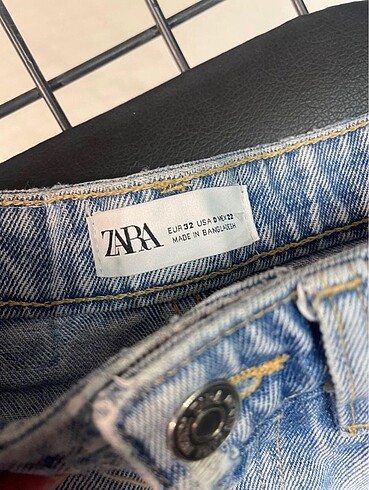 ZARA
EUR 32 USA 0 MEX 22
MADE IN BANGLADESH